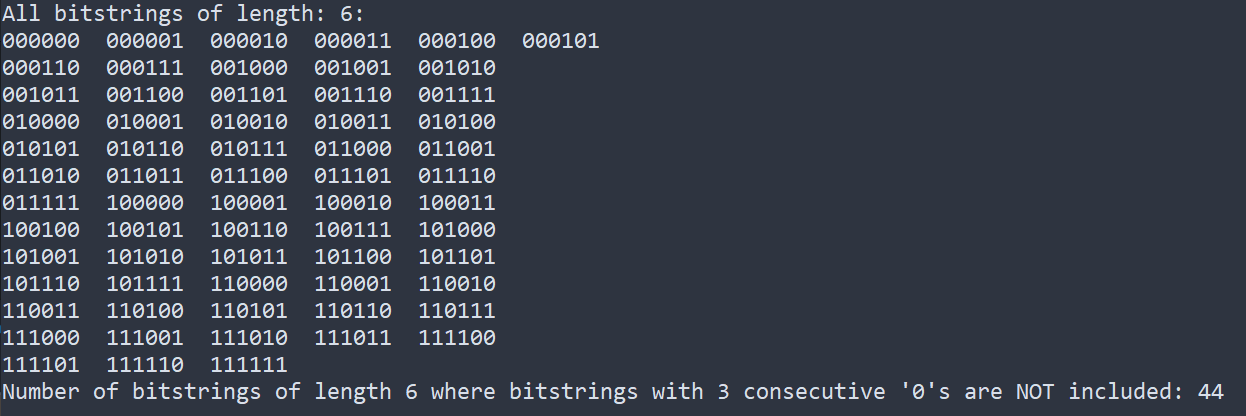 All bitstrings of length: 6:
000000  000001  000010  000011  000100  000101
000110  000111  001000  001001  001010
001011  001100  001101  001110  001111
010000  010001  010010  010011  010100
010101  010110  010111  011000  011001
011010  011011  011100  011101  011110
011111  100000  100001  100010  100011
100100  100101  100110  100111  101000
101001  101010  101011  101100  101101
101110  101111  110000  110001  110010
110011  110100  110101  110110  110111
111000  111001  111010  111011  111100
111101  111110  111111
Number of bitstrings of length 6 where bitstrings with 3 consecutive '0's are NOT included: 44